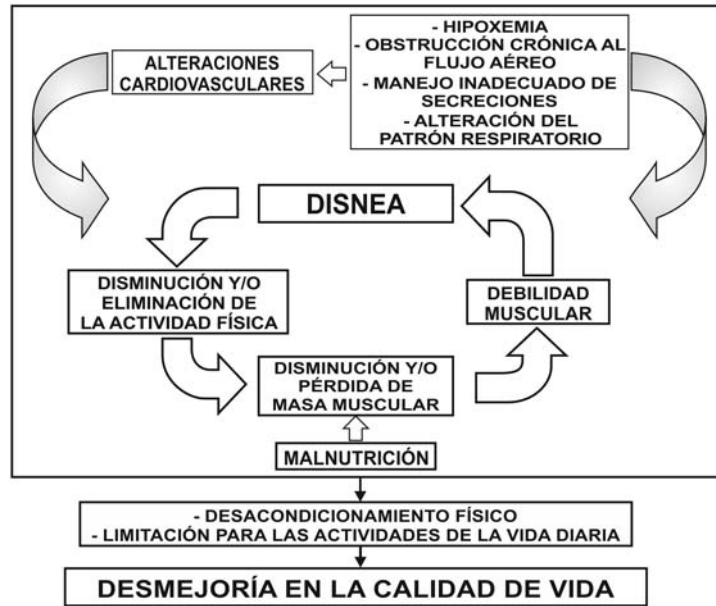 - HIPOXEMIA
- OBSTRUCCIÓN CRÓNICA AL
FLUJO AÉREO
- MANEJO INADECUADO DE
SECRECIONES
- ALTERACIÓN DEL
PATRÓN RESPIRATORIO
ALTERACIONES
CARDIOVASCULARES
DISNEA
DISMINUCIÓN Y/O
ELIMINACIÓN DE
LA ACTIVIDAD FÍSICA
DEBILIDAD
MUSCULAR
DISMINUCIÓN Y/O
PÉRDIDA DE
MASA MUSCULAR
MALNUTRICIÓN
- DESACONDICIONAMIENTO FÍSICO
- LIMITACIÓN PARA LAS ACTIVIDADES DE LA VIDA DIARIA
DESMEJORÍA EN LA CALIDAD DE VIDA